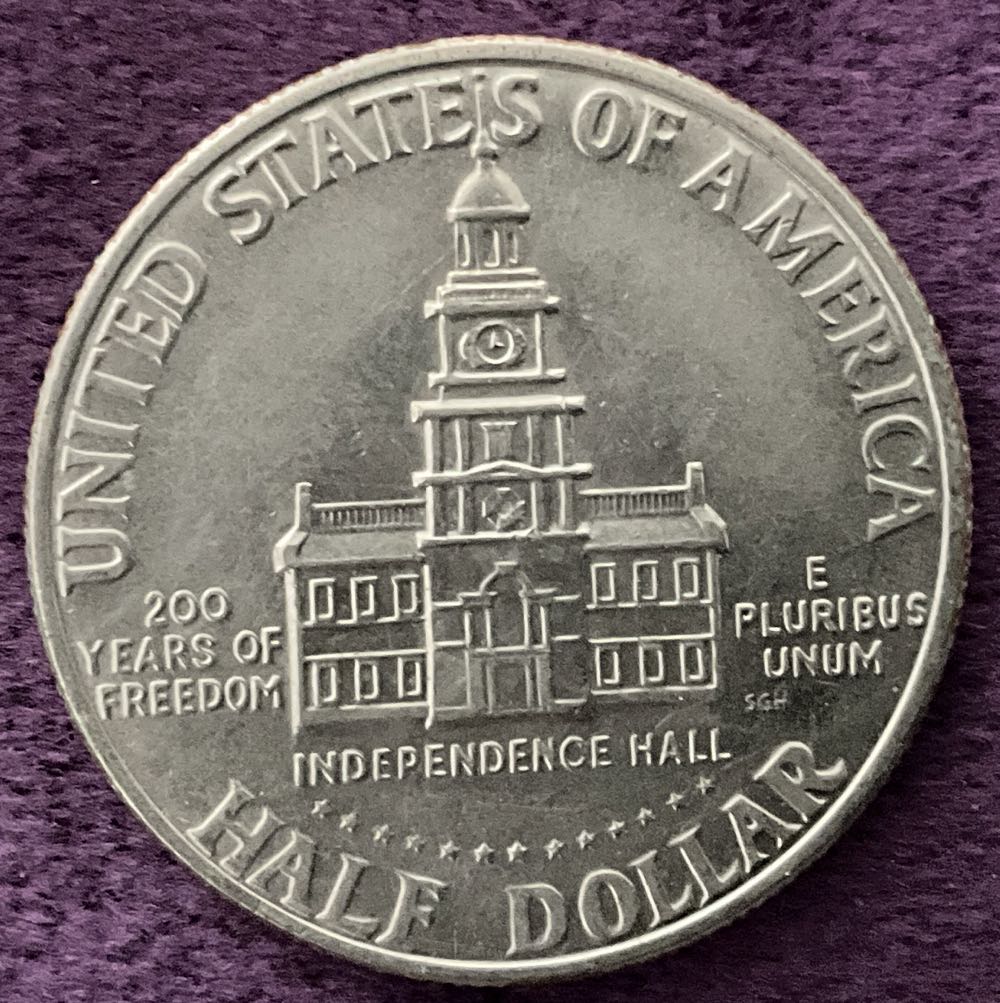 UNITED STATES OF AMERICA
200
YEARS OF
FREEDOM
E
PLURIBUS
UNUM
SGH
INDEPENDENCE HALL
HALF DOLLAR